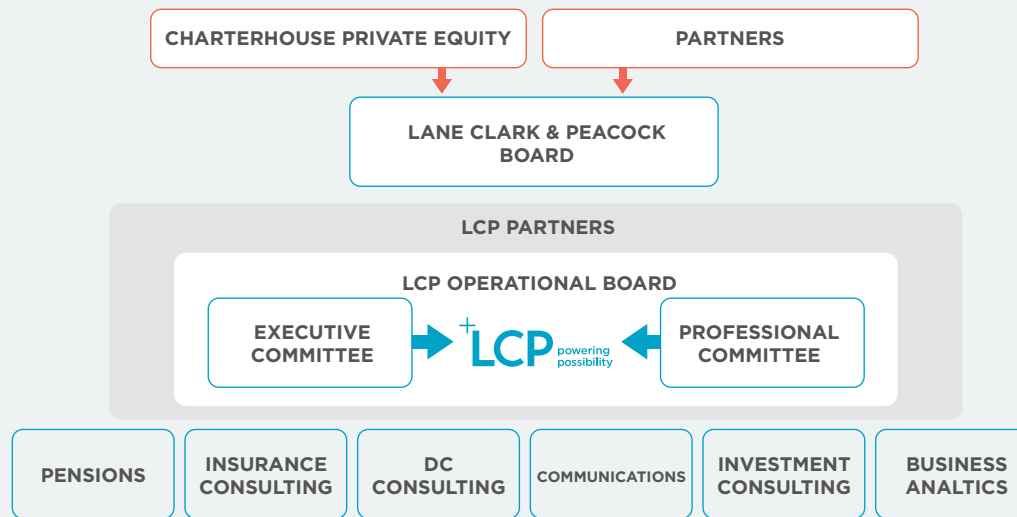 CHARTERHOUSE PRIVATE EQUITY
PARTNERS
LANE CLARK & PEACOCK
BOARD
LCP PARTNERS
LCP OPERATIONAL BOARD
EXECUTIVE
COMMITTEE
+LCP powering
possibility
PROFESSIONAL
COMMITTEE
PENSIONS
INSURANCE
CONSULTING
DC
CONSULTING
COMMUNICATIONS
INVESTMENT
CONSULTING
BUSINESS
ANALTICS